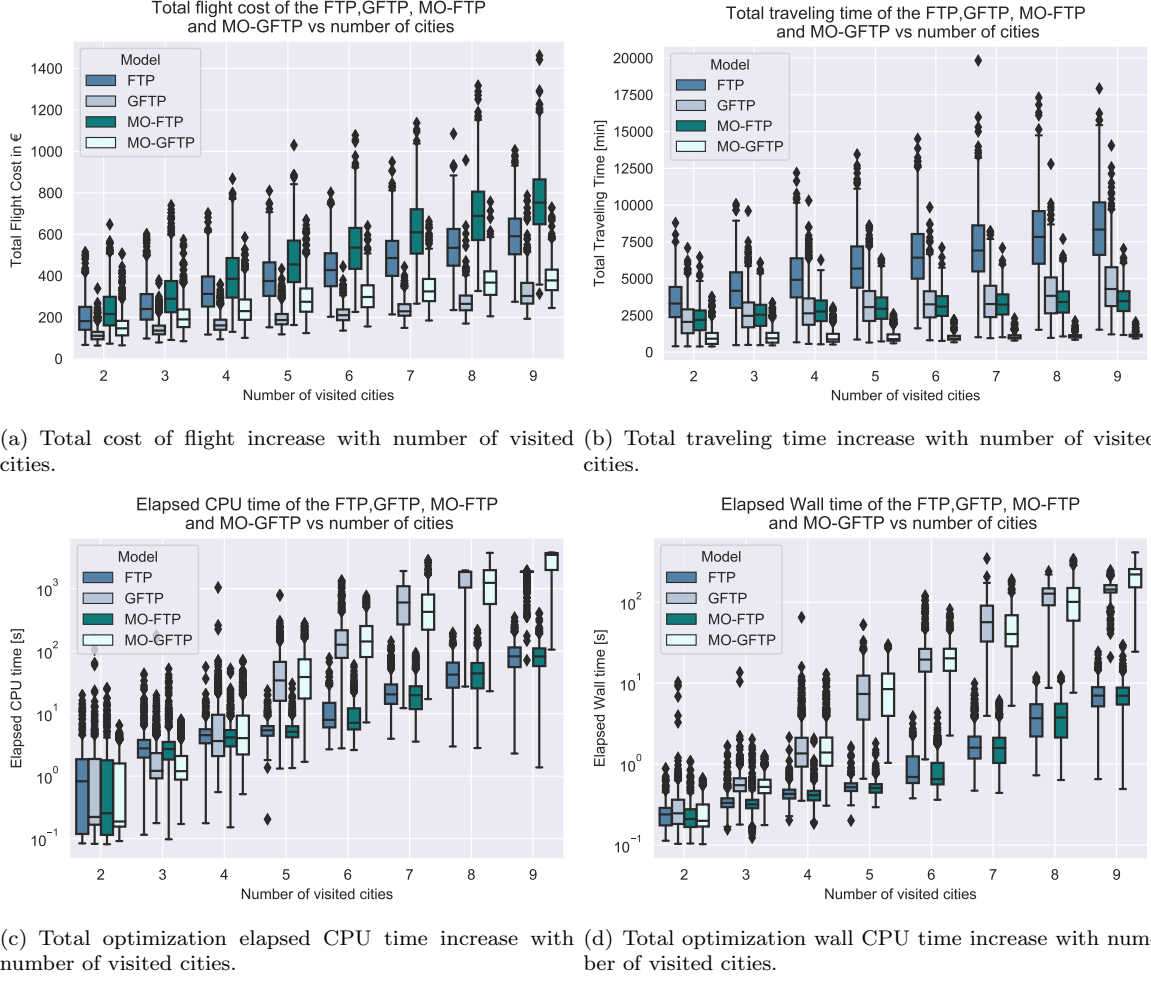 Total flight cost of the FTP,GFTP, MO-FTP
and MO-GFTP vs number of cities
Model
FTP
GFTP
MO-FTP
MO-GFTP
1400
1200
1000
800
600
400
200
0
Total Flight Cost in €
2 3 4 5 6 7 8 9
Number of visited cities
Total traveling time of the FTP,GFTP, MO-FTP
and MO-GFTP vs number of cities
Model
FTP
GFTP
MO-FTP
MO-GFTP
20000
17500
15000
12500
10000
7500
5000
2500
0
Total Traveling Time [min]
2 3 4 5 6 7 8 9
Number of visited cities
(a) Total cost of flight increase with number of visited
cities.
(b) Total traveling time increase with number of visited
cities.
Elapsed CPU time of the FTP,GFTP, MO-FTP
and MO-GFTP vs number of cities
Model
FTP
GFTP
MO-FTP
MO-GFTP
10³
10²
10¹
10⁰
10⁻¹
Elapsed CPU time [s]
2 3 4 5 6 7 8 9
Number of visited cities
Elapsed Wall time of the FTP,GFTP, MO-FTP
and MO-GFTP vs number of cities
Model
FTP
GFTP
MO-FTP
MO-GFTP
10²
10¹
10⁰
10⁻¹
Elapsed Wall time [s]
2 3 4 5 6 7 8 9
Number of visited cities
(c) Total optimization elapsed CPU time increase with
number of visited cities.
(d) Total optimization wall CPU time increase with num-
ber of visited cities.